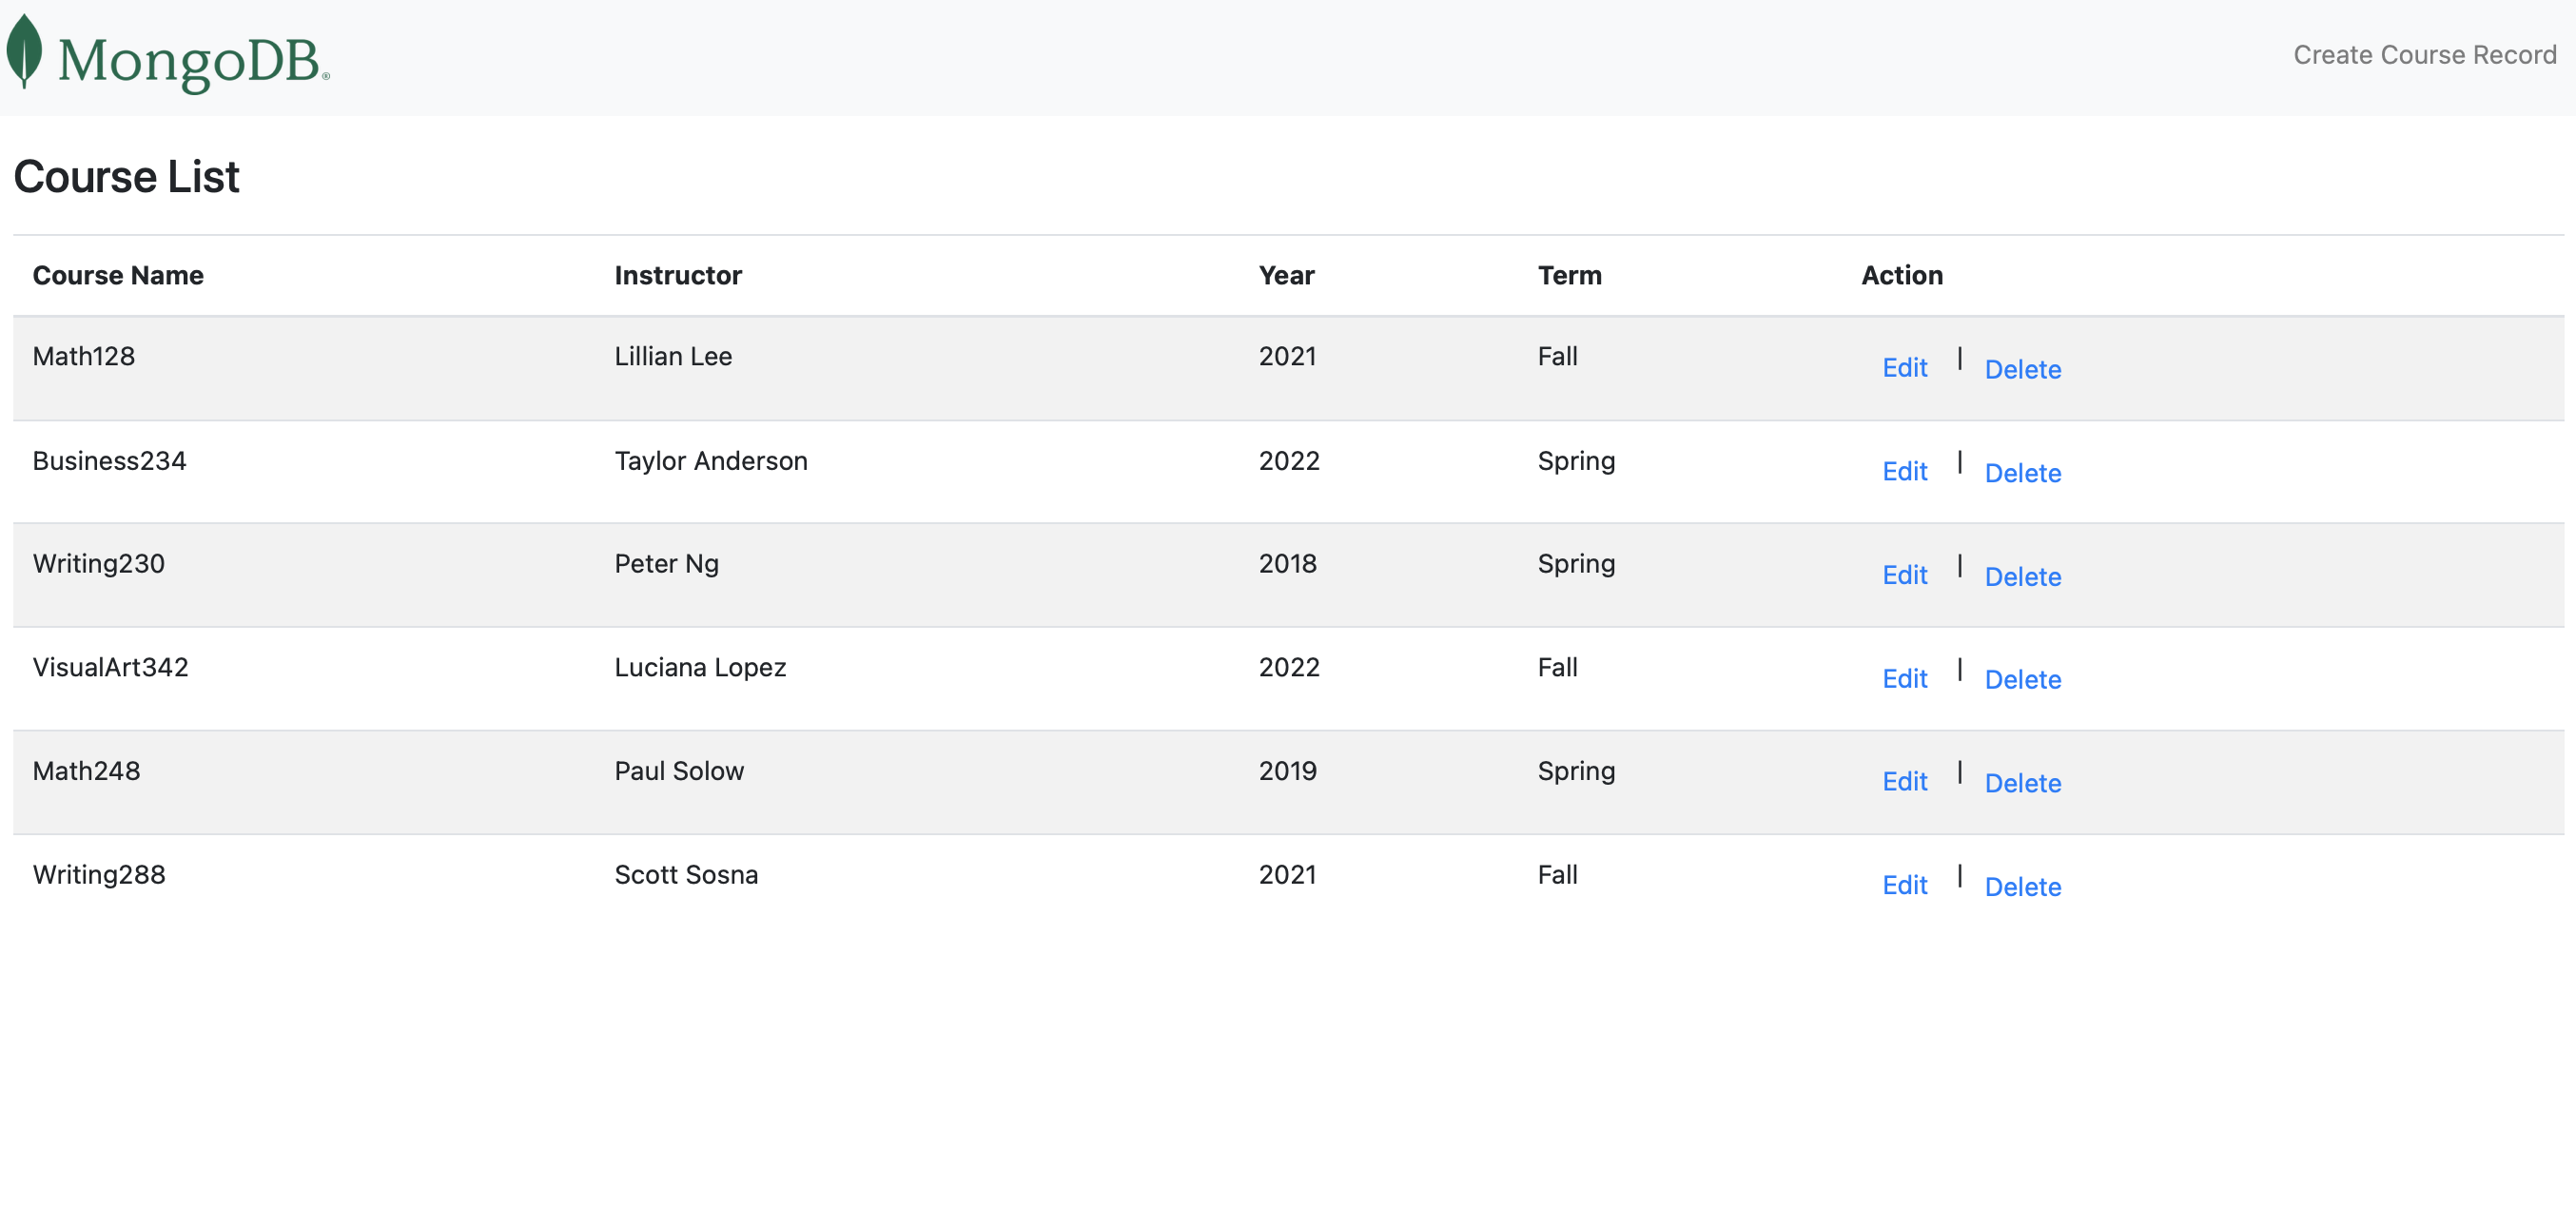 MongoDB®
Create Course Record
Course List
Course Name Instructor Year Term Action
Math128 Lillian Lee 2021 Fall Edit | Delete
Business234 Taylor Anderson 2022 Spring Edit | Delete
Writing230 Peter Ng 2018 Spring Edit | Delete
VisualArt342 Luciana Lopez 2022 Fall Edit | Delete
Math248 Paul Solow 2019 Spring Edit | Delete
Writing288 Scott Sosna 2021 Fall Edit | Delete